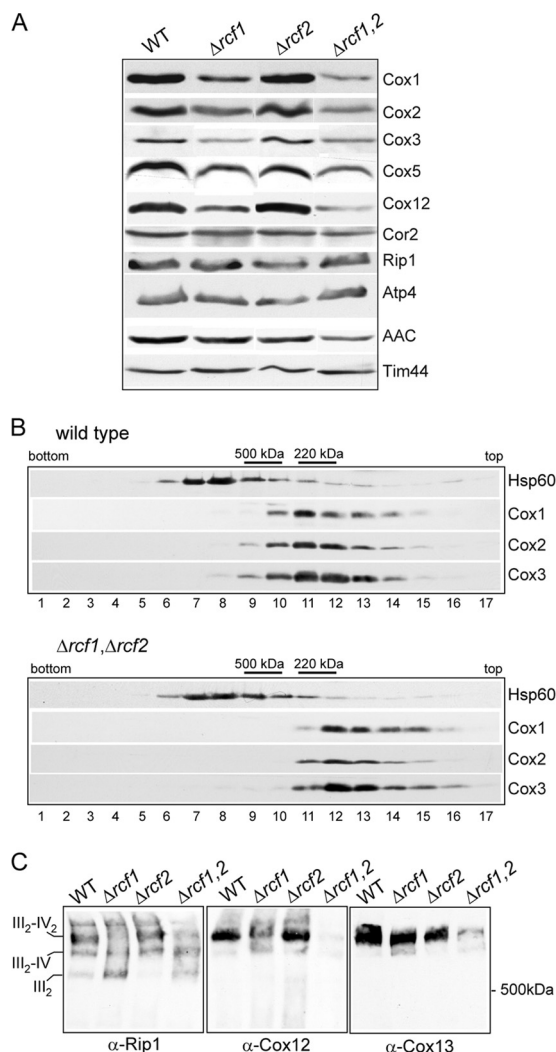 A
WT Δrcf1 Δrcf2 Δrcf1,2
Cox1
Cox2
Cox3
Cox5
Cox12
Cor2
Rip1
Atp4
AAC
Tim44
B
wild type
bottom 500 kDa 220 kDa top
Hsp60
Cox1
Cox2
Cox3
1 2 3 4 5 6 7 8 9 10 11 12 13 14 15 16 17
Δrcf1,Δrcf2
bottom 500 kDa 220 kDa top
Hsp60
Cox1
Cox2
Cox3
1 2 3 4 5 6 7 8 9 10 11 12 13 14 15 16 17
C
WT Δrcf1 Δrcf2 Δrcf1,2 WT Δrcf1 Δrcf2 Δrcf1,2 WT Δrcf1 Δrcf2 Δrcf1,2
III₂-IV₂
III₂-IV
III₂
- 500kDa
α-Rip1 α-Cox12 α-Cox13